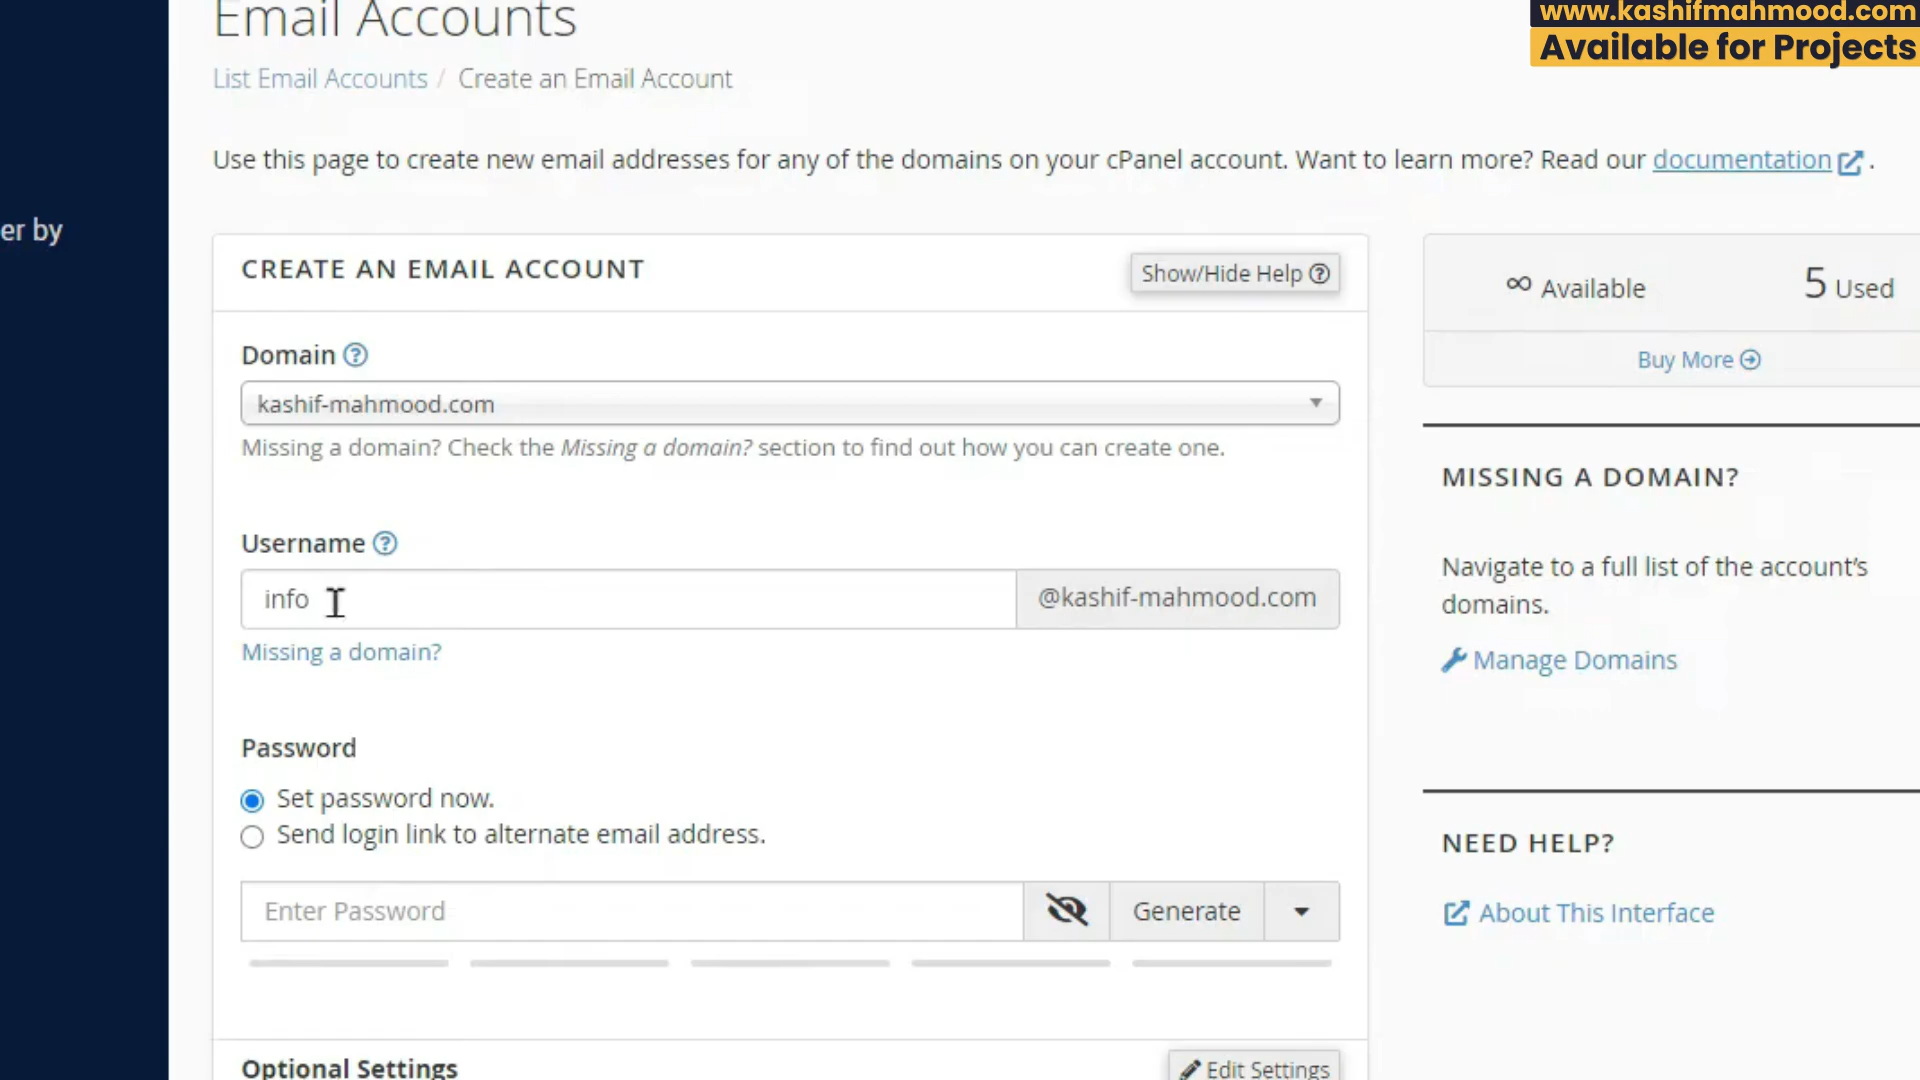 Email Accounts
www.kashifmahmood.com
Available for Projects
List Email Accounts / Create an Email Account
Use this page to create new email addresses for any of the domains on your cPanel account. Want to learn more? Read our documentation .
er by
CREATE AN EMAIL ACCOUNT
Show/Hide Help
Domain
kashif-mahmood.com
Missing a domain? Check the Missing a domain? section to find out how you can create one.
Username
info
@kashif-mahmood.com
Missing a domain?
Password
Set password now.
Send login link to alternate email address.
Enter Password
Generate
Optional Settings
Edit Settings
∞ Available
5 Used
Buy More
MISSING A DOMAIN?
Navigate to a full list of the account’s
domains.
Manage Domains
NEED HELP?
About This Interface